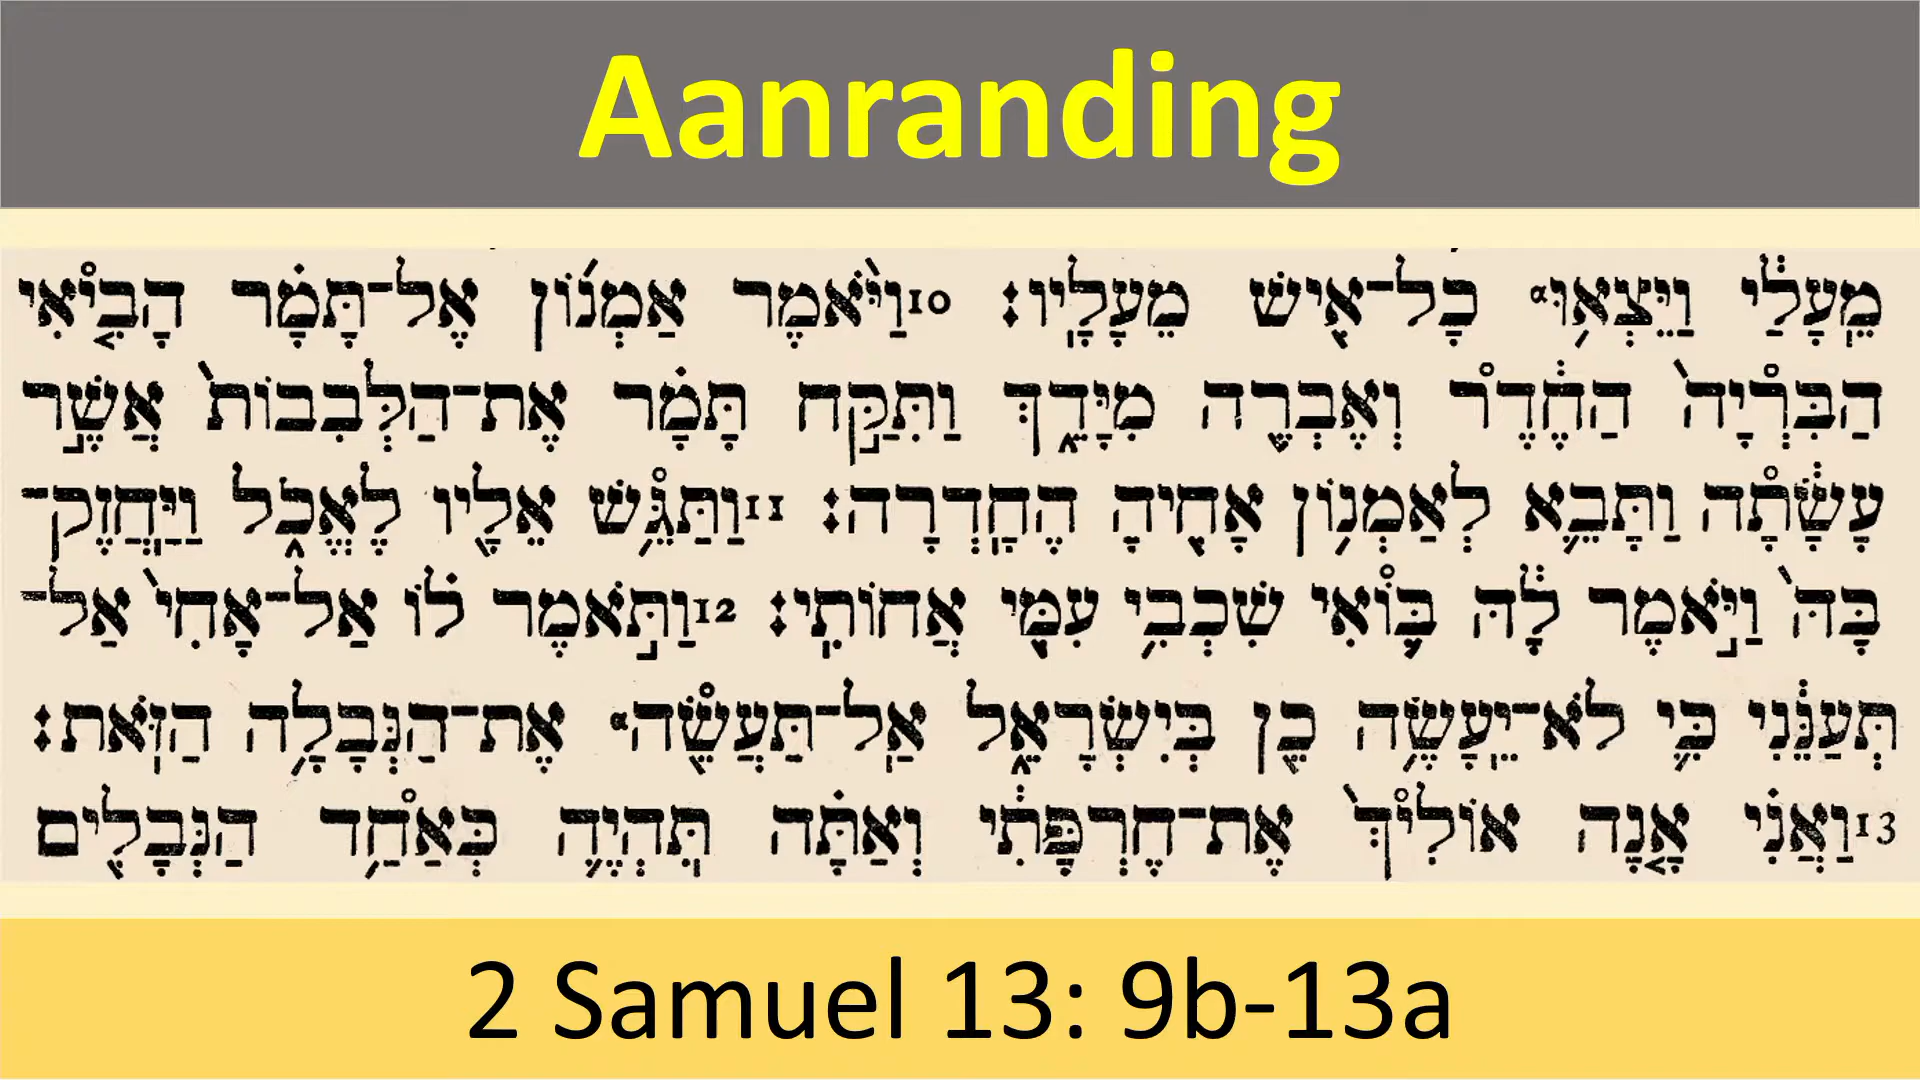 Aanranding
מֵֽעָלַ֔י וַיֵּצְא֥וּᵅ כָל־אִ֖ישׁ מֵעָלָֽיו׃ 10וַיֹּ֨אמֶר אַמְנ֜וֹן אֶל־תָּמָ֗ר הָבִ֤יאִי
הַבִּרְיָה֙ הַחֶ֔דֶר וְאֶבְרֶ֖ה מִיָּדֵ֑ךְ וַתִּקַּ֣ח תָּמָ֗ר אֶת־הַלְּבִבוֹת֙ אֲשֶׁ֣ר
עָשָׂ֔תָה וַתָּבֵ֛א לְאַמְנ֥וֹן אָחִ֖יהָ הֶחָֽדְרָה׃ 11וַתַּגֵּ֥שׁ אֵלָ֖יו לֶאֱכֹ֑ל וַיַּֽחֲזֶק־
בָּהּ֙ וַיֹּ֣אמֶר לָ֔הּ בּ֛וֹאִי שִׁכְבִ֥י עִמִּ֖י אֲחוֹתִֽי׃ 12וַתֹּ֣אמֶר ל֗וֹ אַל־אָחִי֙ אַל־
תְּעַנֵּ֔נִי כִּ֛י לֹא־יֵֽעָשֶׂ֥ה כֵ֖ן בְּיִשְׂרָאֵ֑ל אַֽל־תַּעֲשֵׂ֖הᵅ אֶת־הַנְּבָלָ֥ה הַזֹּֽאת׃
13וַאֲנִ֗י אָ֤נָה אוֹלִיךְ֙ אֶת־חֶרְפָּתִ֔י וְאַתָּ֗ה תִּֽהְיֶ֛ה כְּאַחַ֥ד הַנְּבָלִ֖ים
2 Samuel 13: 9b-13a